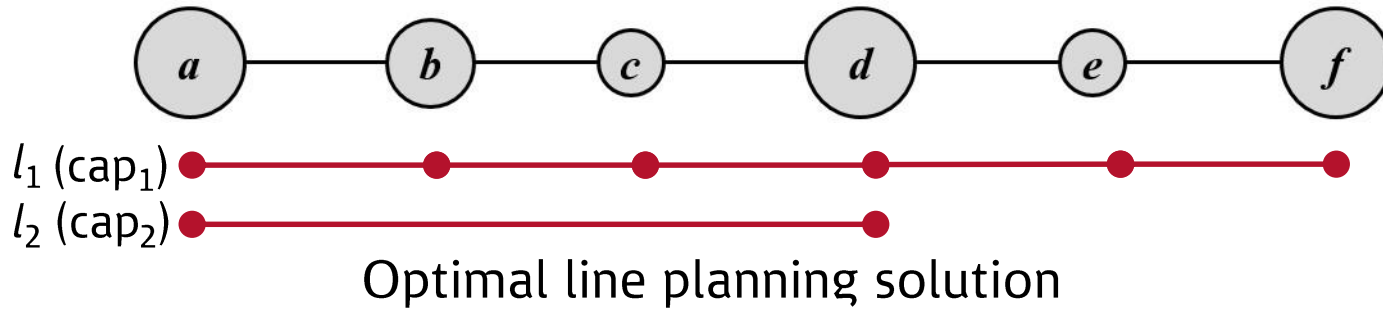 a b c d e f
l₁ (cap₁)
l₂ (cap₂)
Optimal line planning solution